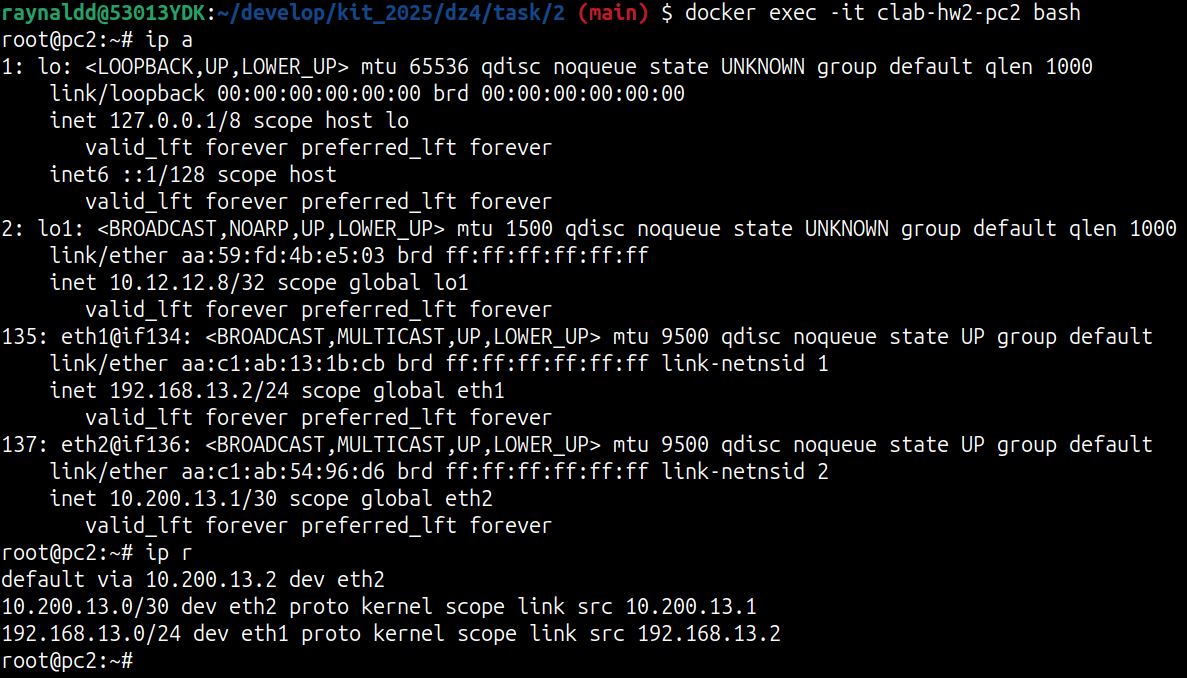 raynaldd@53013YDK:~/develop/kit_2025/dz4/task/2 (main) $ docker exec -it clab-hw2-pc2 bash
root@pc2:~# ip a
1: lo: <LOOPBACK,UP,LOWER_UP> mtu 65536 qdisc noqueue state UNKNOWN group default qlen 1000
    link/loopback 00:00:00:00:00:00 brd 00:00:00:00:00:00
    inet 127.0.0.1/8 scope host lo
       valid_lft forever preferred_lft forever
    inet6 ::1/128 scope host
       valid_lft forever preferred_lft forever
2: lo1: <BROADCAST,NOARP,UP,LOWER_UP> mtu 1500 qdisc noqueue state UNKNOWN group default qlen 1000
    link/ether aa:59:fd:4b:e5:03 brd ff:ff:ff:ff:ff:ff
    inet 10.12.12.8/32 scope global lo1
       valid_lft forever preferred_lft forever
135: eth1@if134: <BROADCAST,MULTICAST,UP,LOWER_UP> mtu 9500 qdisc noqueue state UP group default
    link/ether aa:c1:ab:13:1b:cb brd ff:ff:ff:ff:ff:ff link-netnsid 1
    inet 192.168.13.2/24 scope global eth1
       valid_lft forever preferred_lft forever
137: eth2@if136: <BROADCAST,MULTICAST,UP,LOWER_UP> mtu 9500 qdisc noqueue state UP group default
    link/ether aa:c1:ab:54:96:d6 brd ff:ff:ff:ff:ff:ff link-netnsid 2
    inet 10.200.13.1/30 scope global eth2
       valid_lft forever preferred_lft forever
root@pc2:~# ip r
default via 10.200.13.2 dev eth2
10.200.13.0/30 dev eth2 proto kernel scope link src 10.200.13.1
192.168.13.0/24 dev eth1 proto kernel scope link src 192.168.13.2
root@pc2:~#